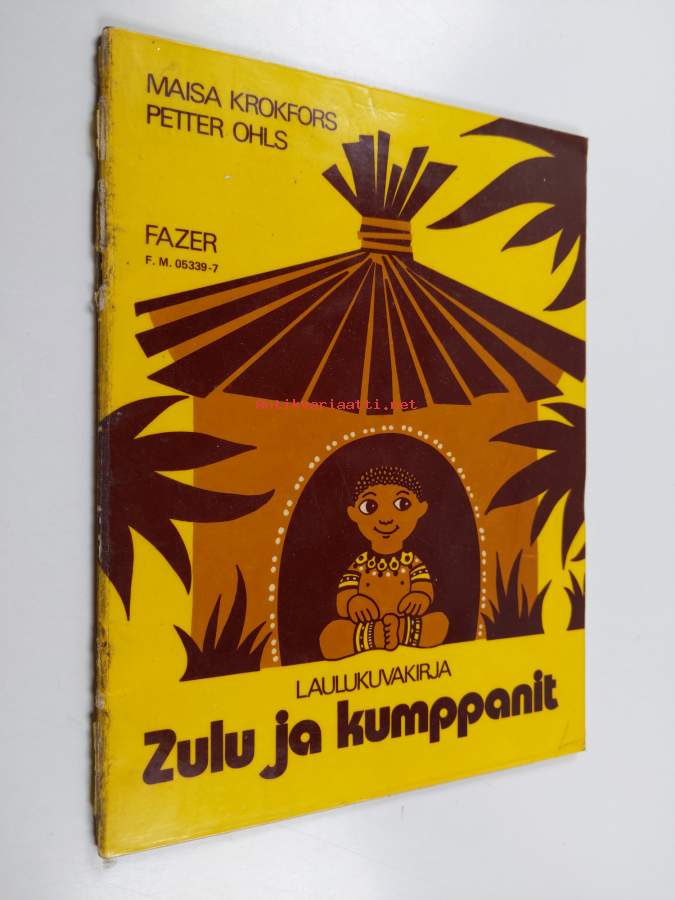 MAISA KROKFORS
PETTER OHLS
FAZER
F. M. 05339-7
antikvariaatti.net
LAULUKUVAKIRJA
Zulu ja kumppanit